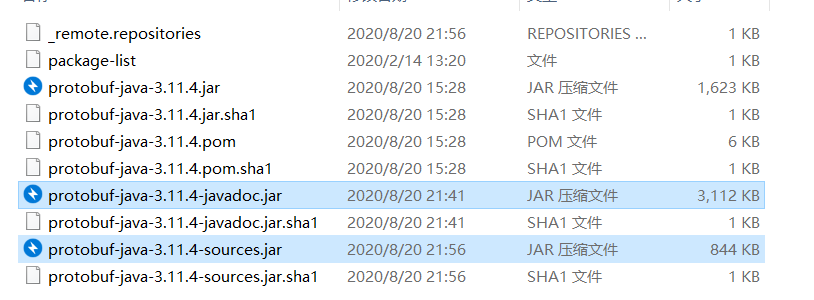 _remote.repositories 2020/8/20 21:56 REPOSITORIES ... 1 KB
package-list 2020/2/14 13:20 文件 1 KB
protobuf-java-3.11.4.jar 2020/8/20 15:28 JAR 压缩文件 1,623 KB
protobuf-java-3.11.4.jar.sha1 2020/8/20 15:28 SHA1 文件 1 KB
protobuf-java-3.11.4.pom 2020/8/20 15:28 POM 文件 6 KB
protobuf-java-3.11.4.pom.sha1 2020/8/20 15:28 SHA1 文件 1 KB
protobuf-java-3.11.4-javadoc.jar 2020/8/20 21:41 JAR 压缩文件 3,112 KB
protobuf-java-3.11.4-javadoc.jar.sha1 2020/8/20 21:41 SHA1 文件 1 KB
protobuf-java-3.11.4-sources.jar 2020/8/20 21:56 JAR 压缩文件 844 KB
protobuf-java-3.11.4-sources.jar.sha1 2020/8/20 21:56 SHA1 文件 1 KB